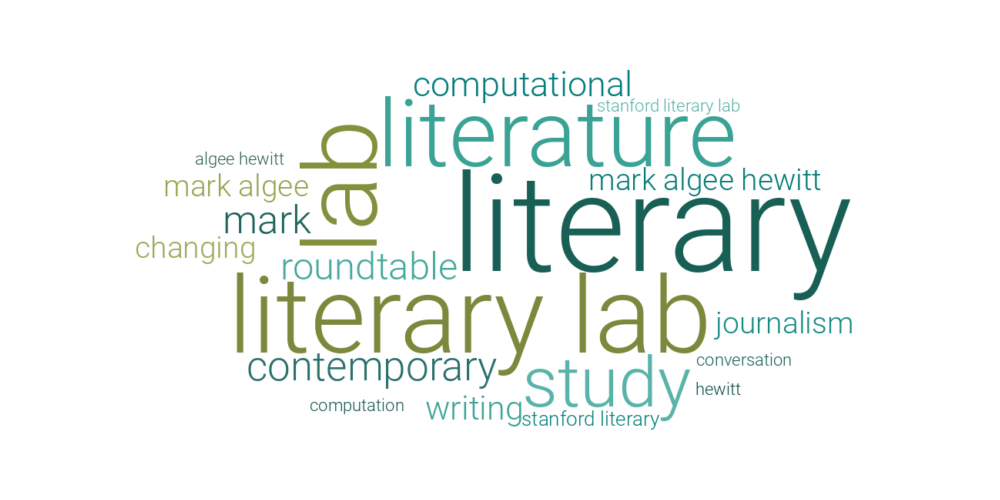 computational
stanford literary lab
literature
lab
algee hewitt
mark algee
mark algee hewitt
mark
literary
changing
roundtable
literary lab
journalism
contemporary
conversation
study
hewitt
computation
writing
stanford literary